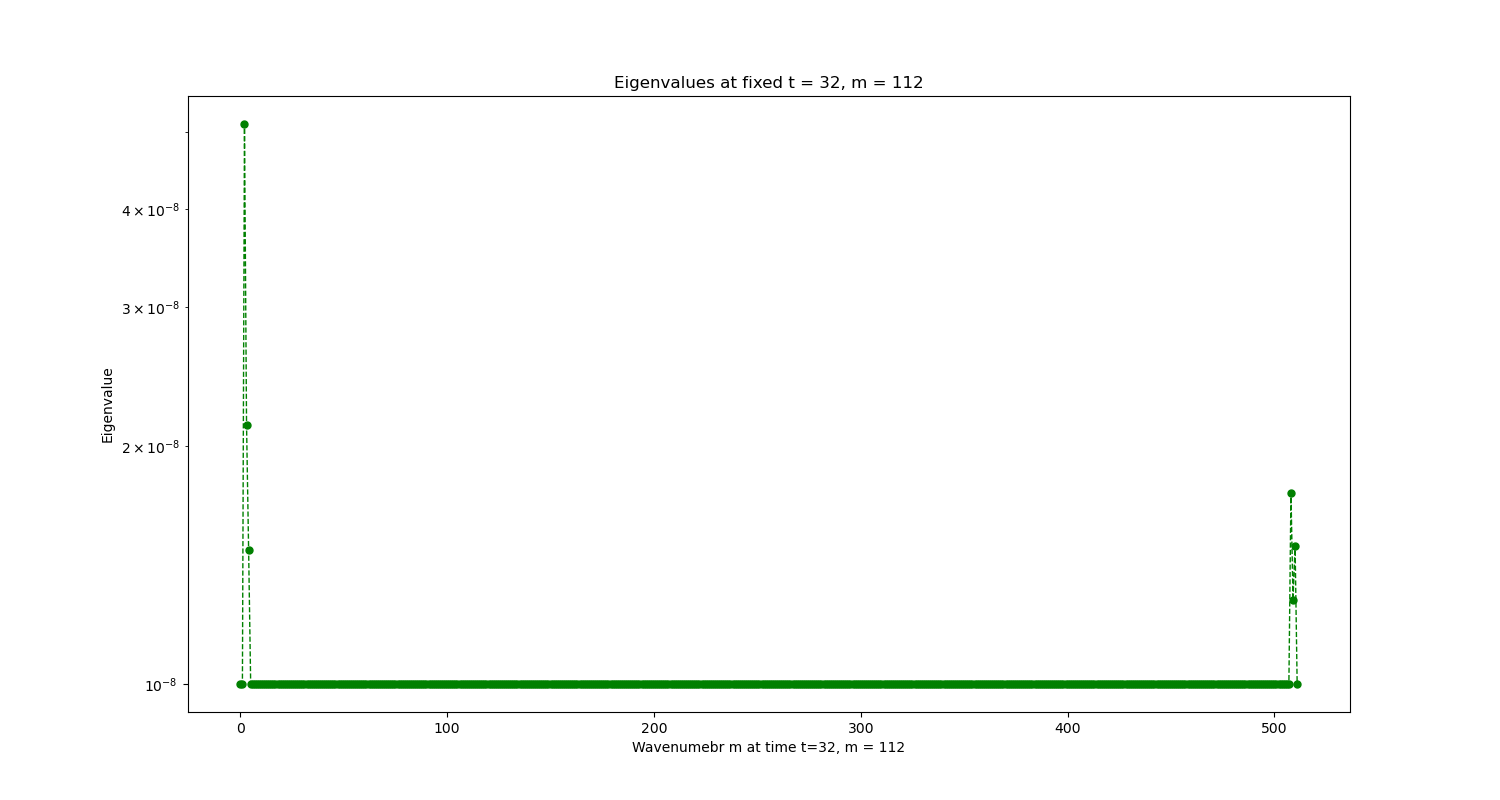 Eigenvalues at fixed t = 32, m = 112
Eigenvalue
4 × 10⁻⁸
3 × 10⁻⁸
2 × 10⁻⁸
10⁻⁸
0 100 200 300 400 500
Wavenumebr m at time t=32, m = 112